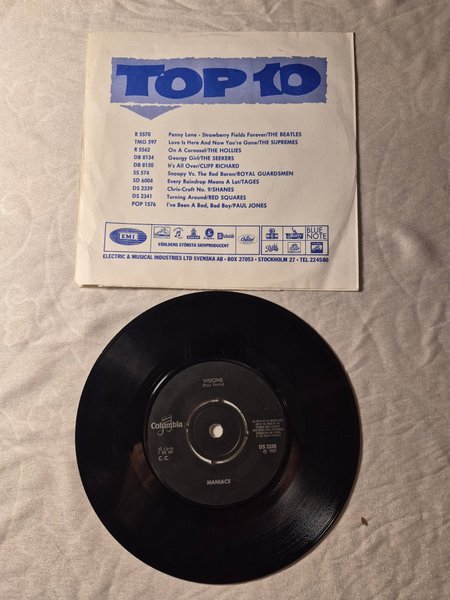 TOP 10
R 5570 Penny Lane - Strawberry Fields Forever/THE BEATLES
TMG 597 Love Is Here And Now You're Gone/THE SUPREMES
R 5562 On A Carousel/THE HOLLIES
DB 8134 Georgy Girl/THE SEEKERS
DB 8150 It's All Over/CLIFF RICHARD
SS 574 Snoopy Vs. The Red Baron/ROYAL GUARDSMEN
SD 6004 Every Raindrop Means A Lot/TAGES
DS 2339 Chris-Craft No. 9/SHANES
DS 2341 Turning Around/RED SQUARES
POP 1576 I've Been A Bad, Bad Boy/PAUL JONES
EMI
VÄRLDENS STÖRSTA SKIVPRODUCENT
Capitol
MGM
BLUE NOTE
ELECTRIC & MUSICAL INDUSTRIES LTD SVENSKA AB • BOX 27053 • STOCKHOLM 27 • TEL 224580
VISIONS
Columbia
C. C.
DS 2338
MANIACS